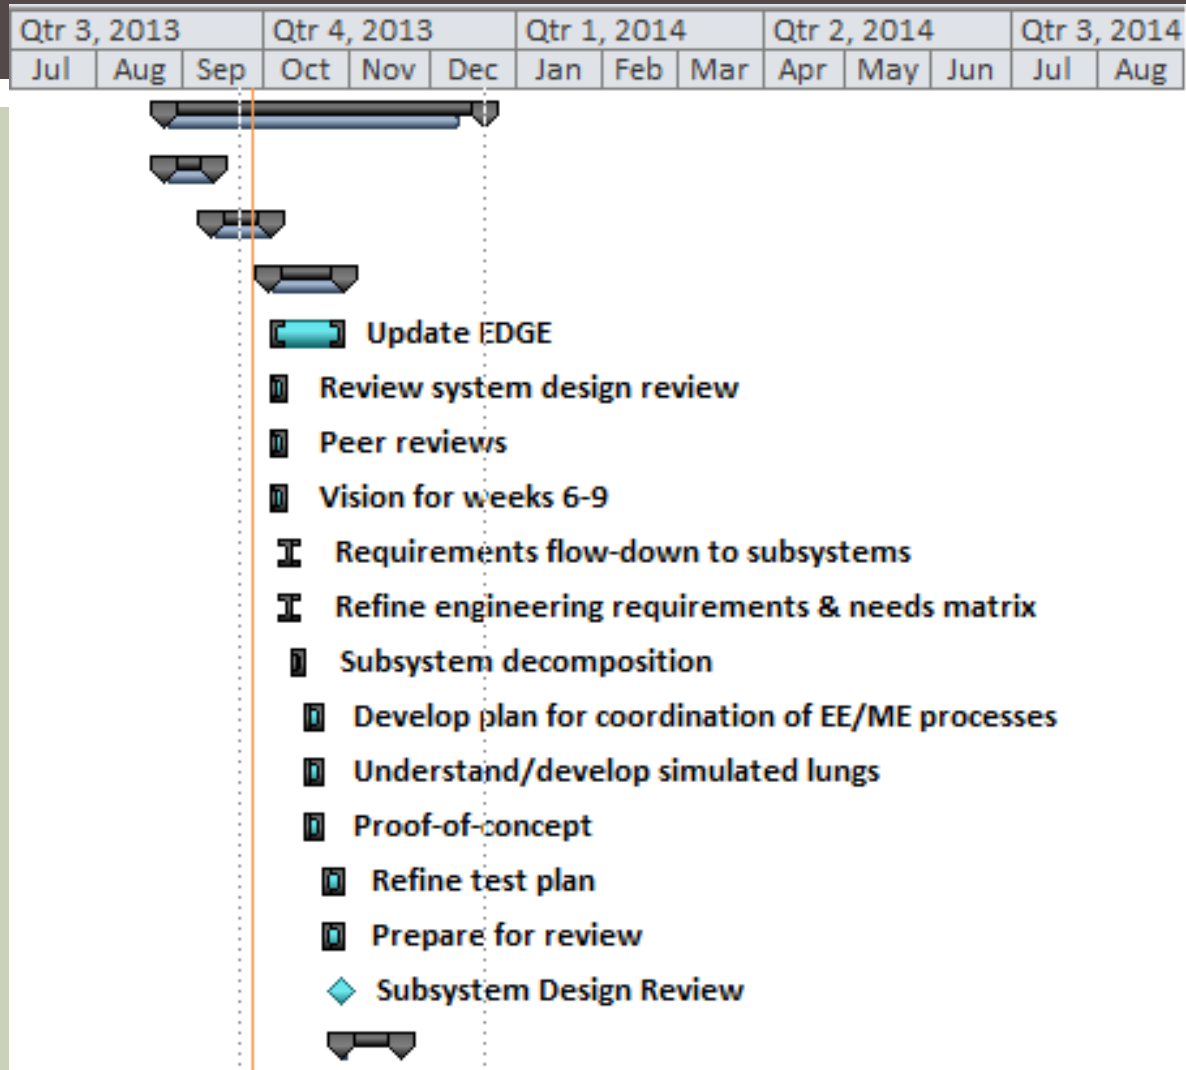 Qtr 3, 2013 Qtr 4, 2013 Qtr 1, 2014 Qtr 2, 2014 Qtr 3, 2014
Jul Aug Sep Oct Nov Dec Jan Feb Mar Apr May Jun Jul Aug
Update EDGE
Review system design review
Peer reviews
Vision for weeks 6-9
Requirements flow-down to subsystems
Refine engineering requirements & needs matrix
Subsystem decomposition
Develop plan for coordination of EE/ME processes
Understand/develop simulated lungs
Proof-of-concept
Refine test plan
Prepare for review
Subsystem Design Review